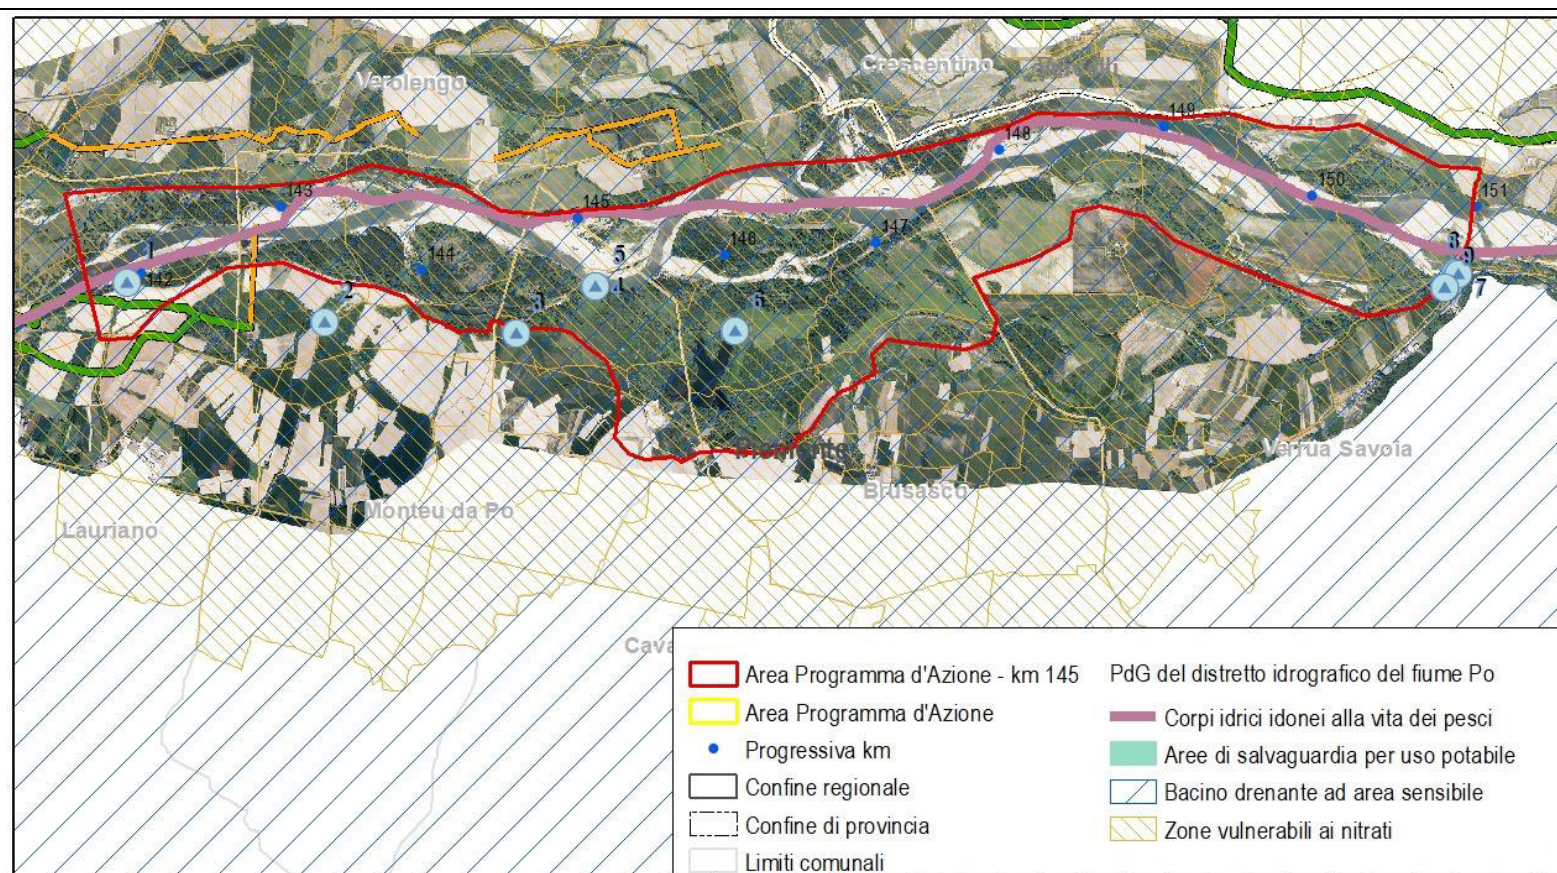 Verolengo
Crescentino
149
148
143
145
150
151
147
146
144
1
142
5
4
2
3
6
8
9
7
Piemonte
Verrua Savoia
Brusasco
Monteu da Po
Lauriano
Cava
Area Programma d'Azione - km 145
Area Programma d'Azione
Progressiva km
Confine regionale
Confine di provincia
Limiti comunali
PdG del distretto idrografico del fiume Po
Corpi idrici idonei alla vita dei pesci
Aree di salvaguardia per uso potabile
Bacino drenante ad area sensibile
Zone vulnerabili ai nitrati